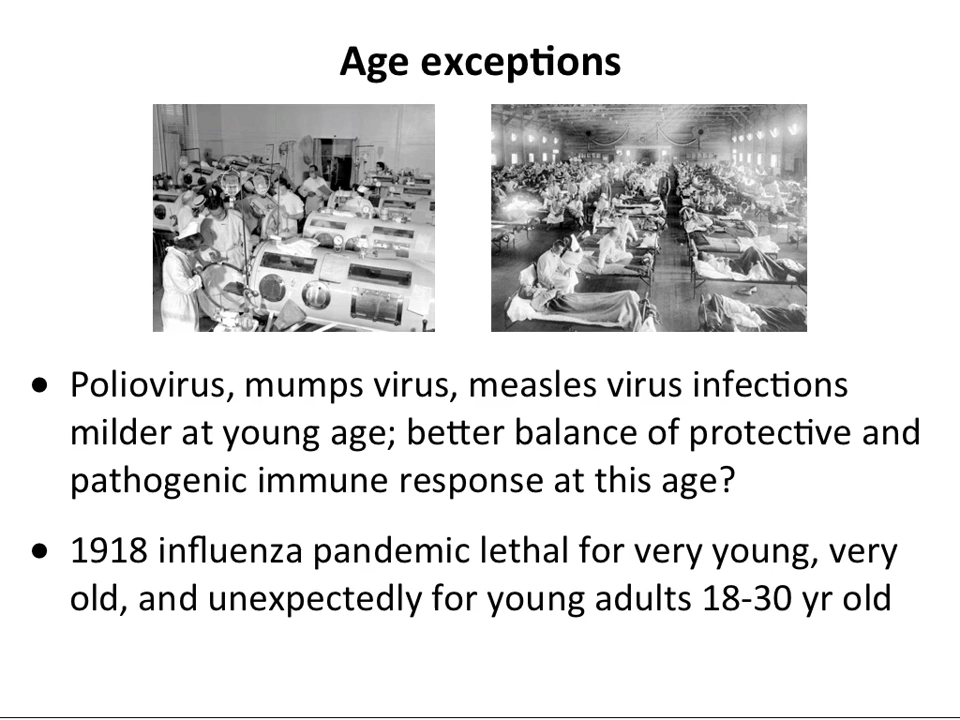 Age exceptions
• Poliovirus, mumps virus, measles virus infections
milder at young age; better balance of protective and
pathogenic immune response at this age?
• 1918 influenza pandemic lethal for very young, very
old, and unexpectedly for young adults 18-30 yr old